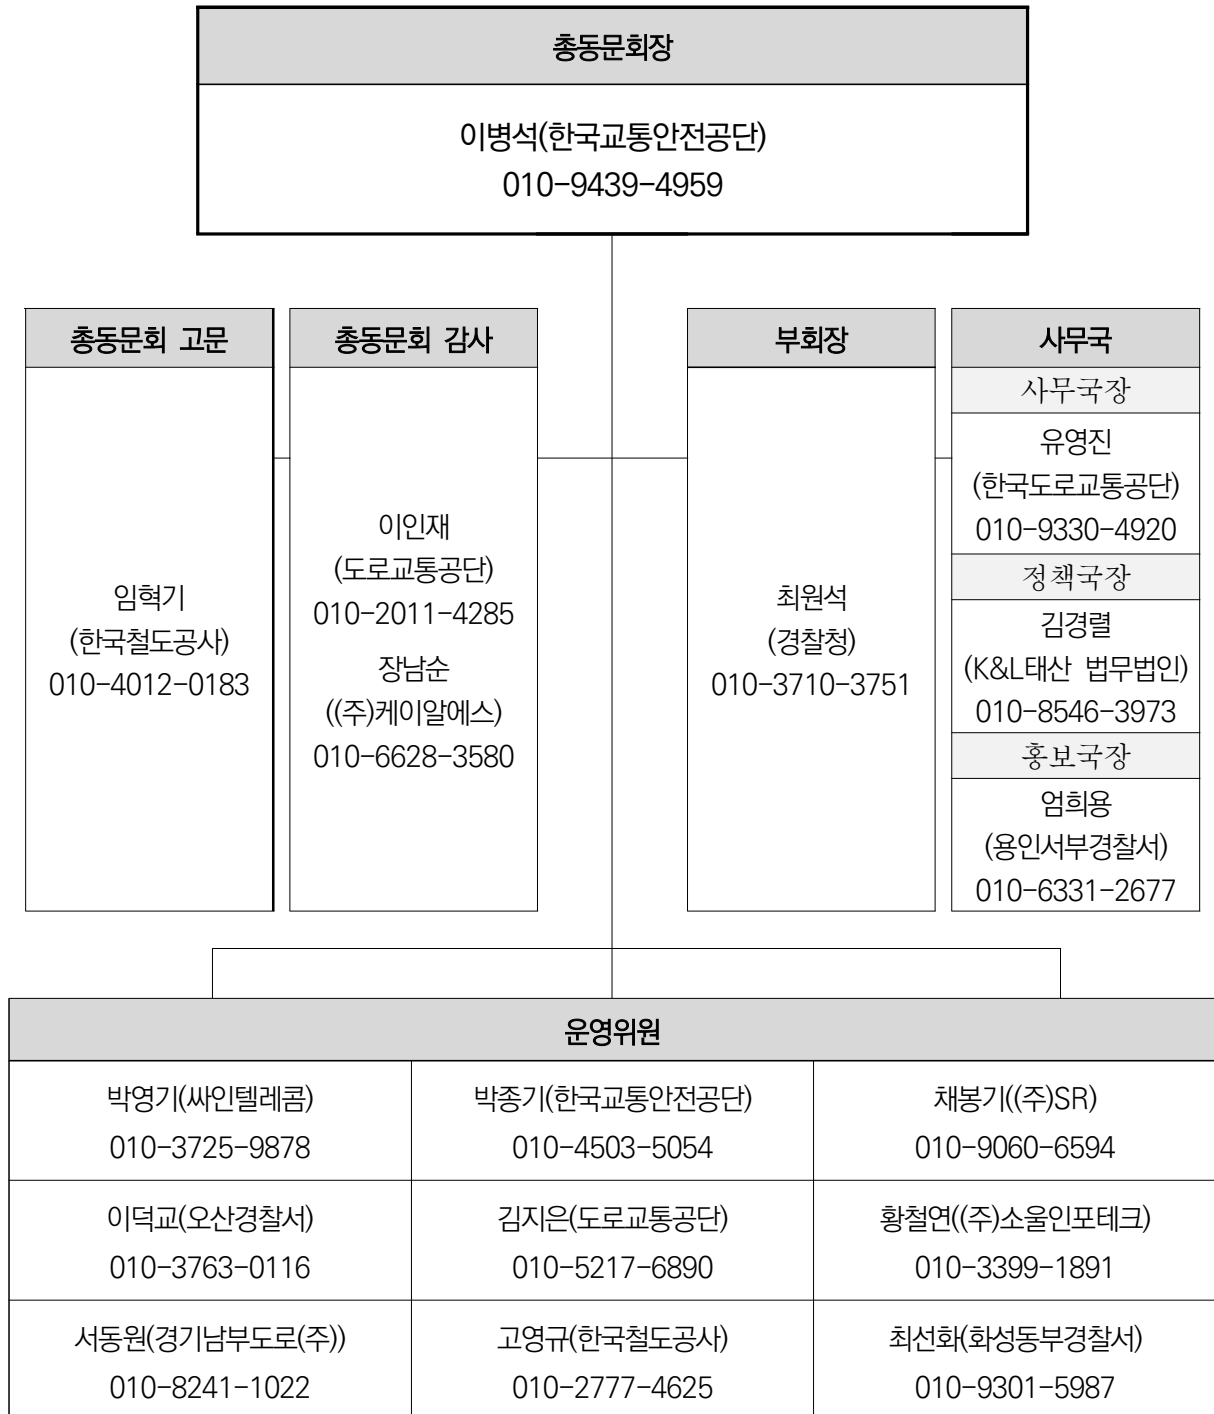 총동문회장
이병석(한국교통안전공단)
010-9439-4959
총동문회 고문
임혁기
(한국철도공사)
010-4012-0183
총동문회 감사
이인재
(도로교통공단)
010-2011-4285
장남순
((주)케이알에스)
010-6628-3580
부회장
최원석
(경찰청)
010-3710-3751
사무국
사무국장
유영진
(한국도로교통공단)
010-9330-4920
정책국장
김경렬
(K&L태산 법무법인)
010-8546-3973
홍보국장
엄희용
(용인서부경찰서)
010-6331-2677
운영위원
박영기(싸인텔레콤)
010-3725-9878
박종기(한국교통안전공단)
010-4503-5054
채봉기((주)SR)
010-9060-6594
이덕교(오산경찰서)
010-3763-0116
김지은(도로교통공단)
010-5217-6890
황철연((주)소울인포테크)
010-3399-1891
서동원(경기남부도로(주))
010-8241-1022
고영규(한국철도공사)
010-2777-4625
최선화(화성동부경찰서)
010-9301-5987